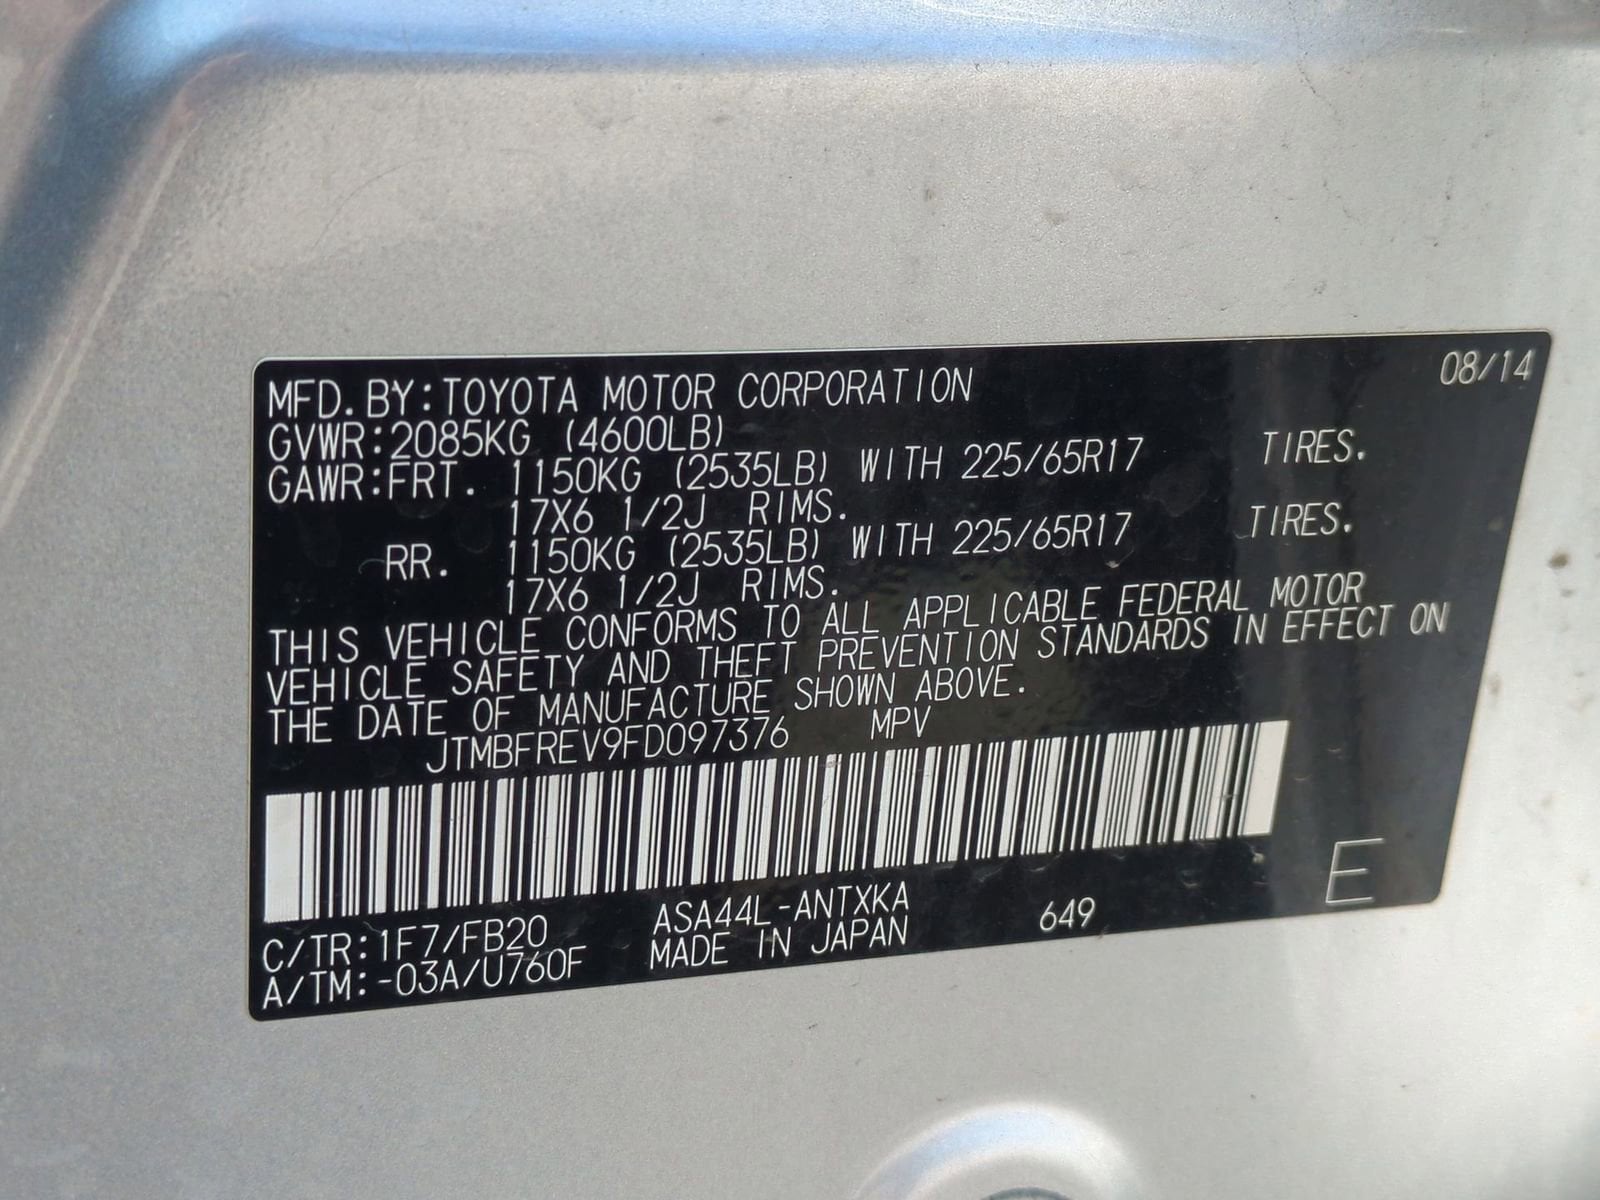 08/14
MFD. BY: TOYOTA MOTOR CORPORATION
GVWR: 2085KG (4600LB)
GAWR: FRT. 1150KG (2535LB) WITH 225/65R17 TIRES.
17X6 1/2J RIMS.
RR. 1150KG (2535LB) WITH 225/65R17 TIRES.
17X6 1/2J RIMS.
THIS VEHICLE CONFORMS TO ALL APPLICABLE FEDERAL MOTOR
VEHICLE SAFETY AND THEFT PREVENTION STANDARDS IN EFFECT ON
THE DATE OF MANUFACTURE SHOWN ABOVE.
JTMBFREV9FD097376 MPV
C/TR: 1F7/FB20 ASA44L-ANTXKA 649 E
A/TM: -03A/U760F MADE IN JAPAN